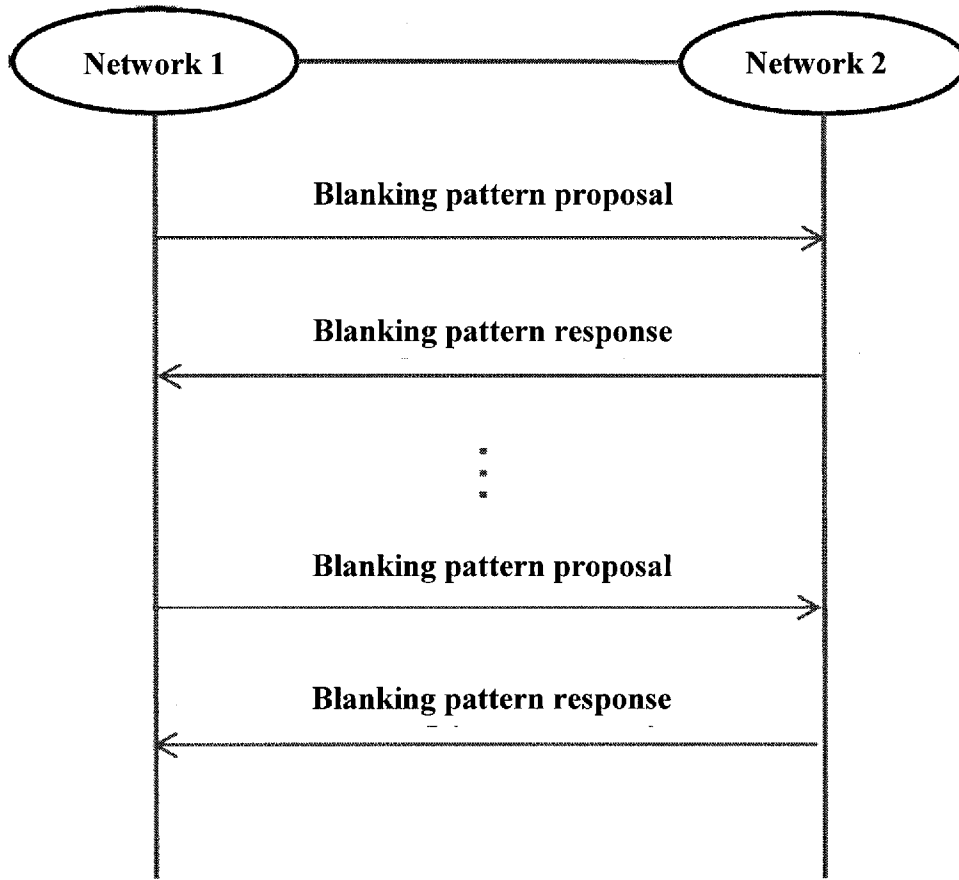 Network 1
Network 2
Blanking pattern proposal
Blanking pattern response
Blanking pattern proposal
Blanking pattern response